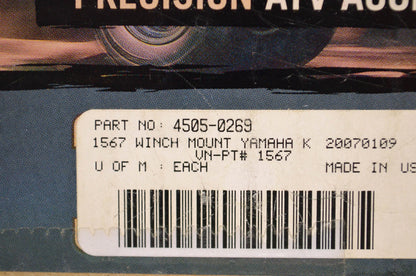 PRECISION ATV
PART NO: 4505-0269
1567 WINCH MOUNT YAMAHA K 20070109
VN-PT# 1567
U OF M : EACH MADE IN US